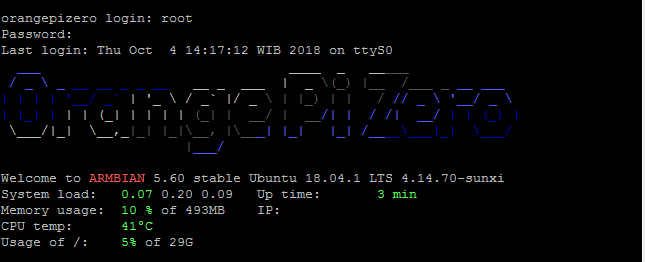 orangepizero login: root
Password:
Last login: Thu Oct  4 14:17:12 WIB 2018 on ttyS0
Orange Pi Zero
Welcome to ARMBIAN 5.60 stable Ubuntu 18.04.1 LTS 4.14.70-sunxi
System load:   0.07 0.20 0.09   Up time:       3 min
Memory usage:  10 % of 493MB    IP:
CPU temp:      41°C
Usage of /:    5% of 29G